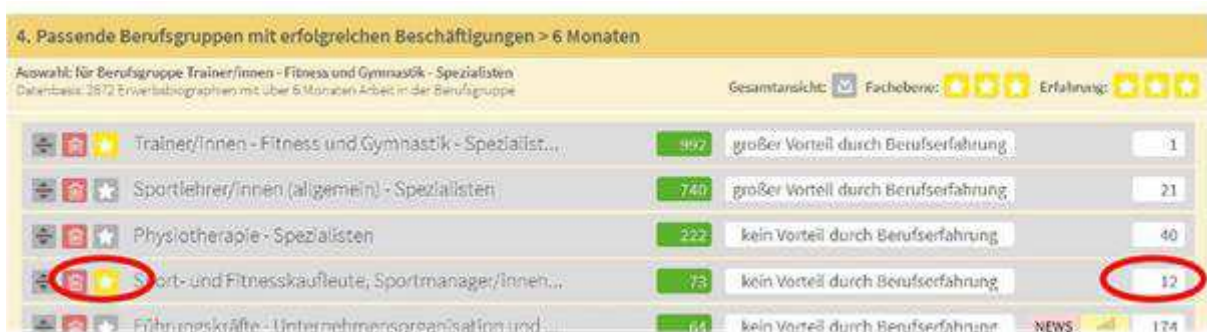 4. Passende Berufsgruppen mit erfolgreichen Beschäftigungen > 6 Monaten
Auswahl: für Berufsgruppe Trainer/innen - Fitness und Gymnastik - Spezialisten
Datenbasis: 2872 Erwerbsbiographien mit über 6 Monaten Arbeit in der Berufsgruppe
Gesamtansicht: Fachebene: Erfahrung:
Trainer/innen - Fitness und Gymnastik - Spezialist... 992 großer Vorteil durch Berufserfahrung 1
Sportlehrer/innen (allgemein) - Spezialisten 740 großer Vorteil durch Berufserfahrung 21
Physiotherapie - Spezialisten 222 kein Vorteil durch Berufserfahrung 40
Sport- und Fitnesskaufleute, Sportmanager/innen... 73 kein Vorteil durch Berufserfahrung 12
Führungskräfte - Unternehmensorganisation und... 64 kein Vorteil durch Berufserfahrung NEWS 174